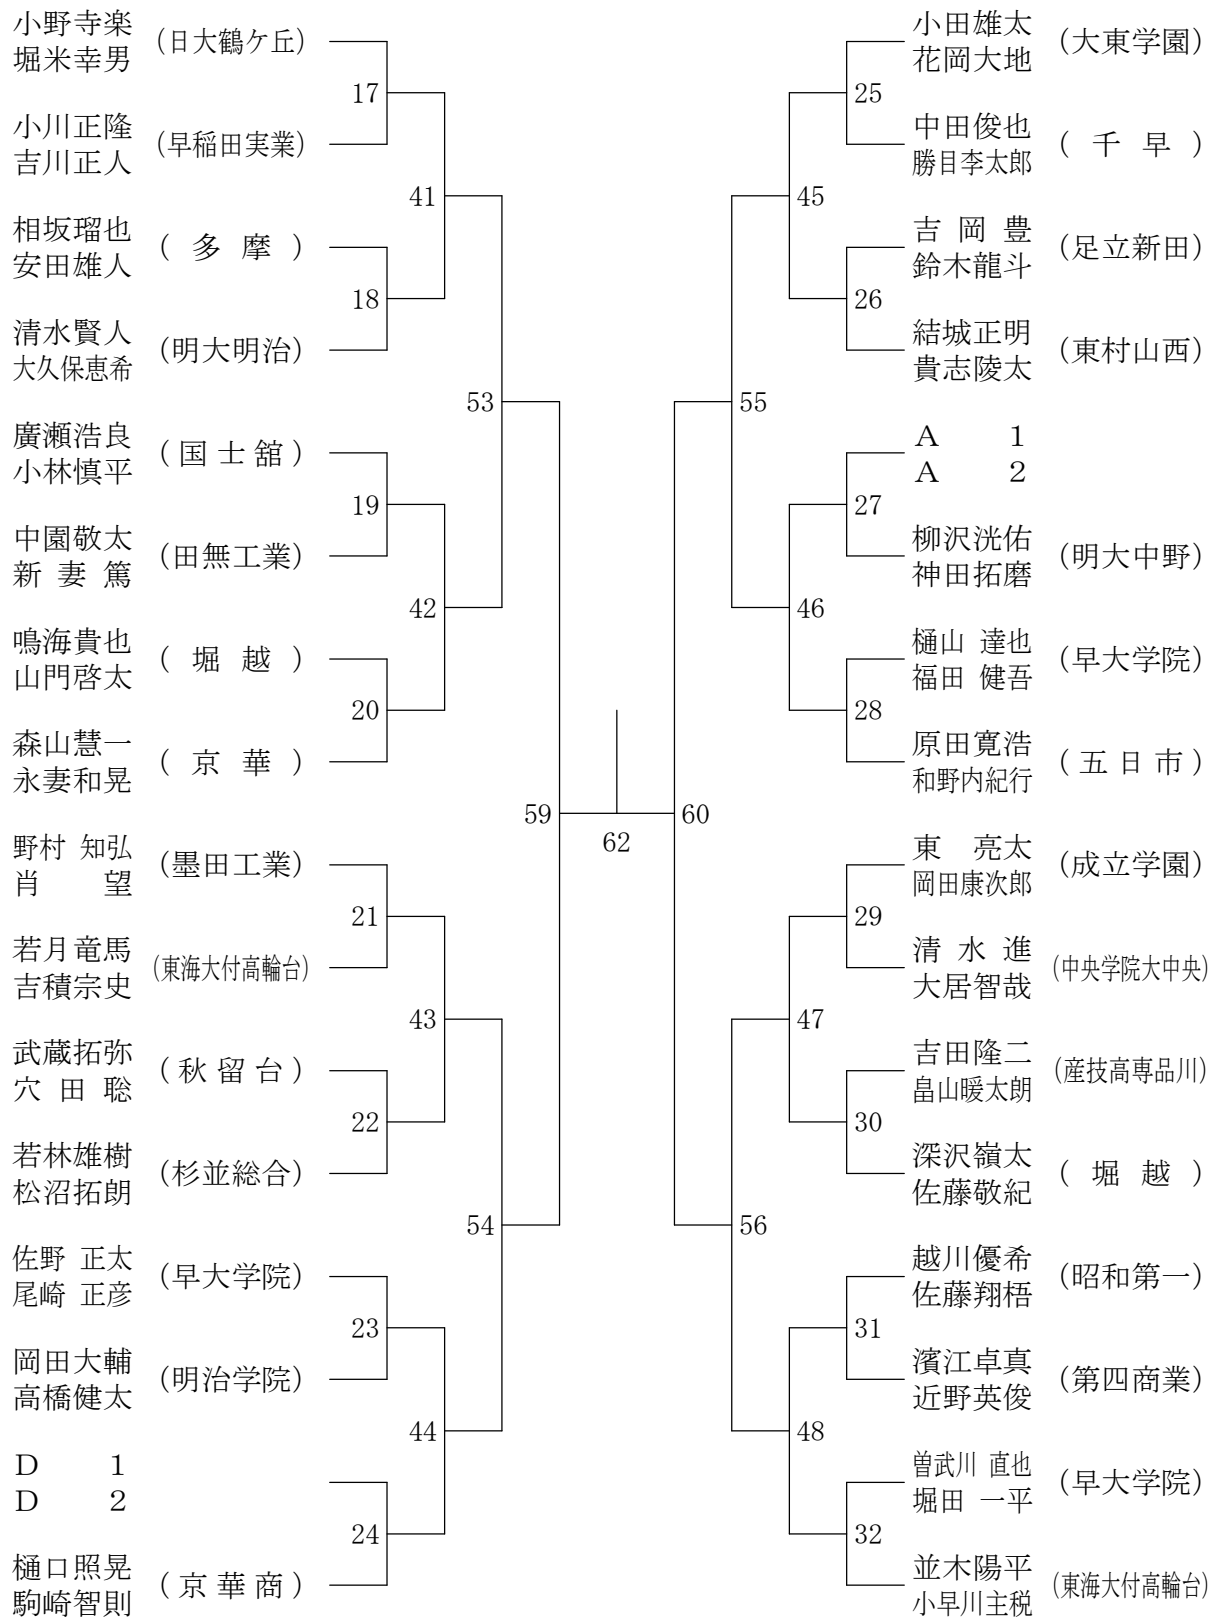 小野寺楽
堀米幸男
(日大鶴ケ丘)
17
小川正隆
吉川正人
(早稲田実業)
41
相坂瑠也
安田雄人
(多摩)
18
清水賢人
大久保恵希
(明大明治)
53
廣瀬浩良
小林慎平
(国士舘)
19
中園敬太
新妻篤
(田無工業)
42
鳴海貴也
山門啓太
(堀越)
20
森山慧一
永妻和晃
(京華)
59
62
60
野村 知弘
肖望
(墨田工業)
21
若月竜馬
吉積宗史
(東海大付高輪台)
43
武蔵拓弥
穴田聡
(秋留台)
22
若林雄樹
松沼拓朗
(杉並総合)
54
佐野 正太
尾崎 正彦
(早大学院)
23
岡田大輔
高橋健太
(明治学院)
44
D 1
D 2
24
樋口照晃
駒崎智則
(京華商)
小田雄太
花岡大地
(大東学園)
25
中田俊也
勝目李太郎
(千早)
45
吉岡豊
鈴木龍斗
(足立新田)
26
結城正明
貴志陵太
(東村山西)
55
A 1
A 2
27
柳沢洸佑
神田拓磨
(明大中野)
46
樋山 達也
福田 健吾
(早大学院)
28
原田寛浩
和野内紀行
(五日市)
東 亮太
岡田康次郎
(成立学園)
29
清水進
大居智哉
(中央学院大中央)
47
吉田隆二
畠山暖太朗
(産技高専品川)
30
深沢嶺太
佐藤敬紀
(堀越)
56
越川優希
佐藤翔梧
(昭和第一)
31
濱江卓真
近野英俊
(第四商業)
48
曽武川 直也
堀田 一平
(早大学院)
32
並木陽平
小早川主税
(東海大付高輪台)